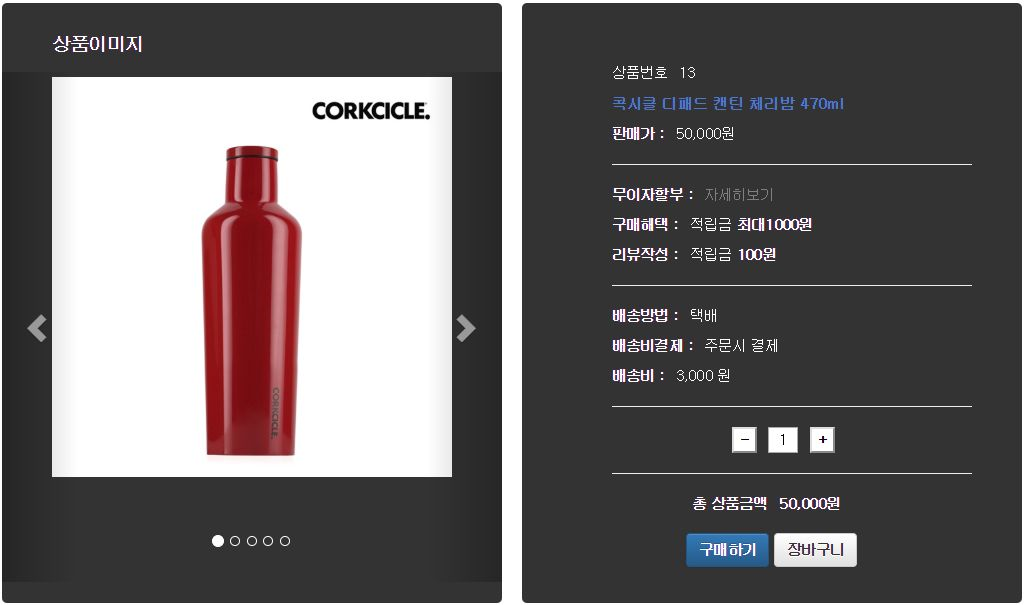 상품이미지
CORKCICLE.
CORKCICLE.
상품번호 13
콕시클 디패드 캔틴 체리밤 470ml
판매가 : 50,000원
무이자할부 : 자세히보기
구매혜택 : 적립금 최대1000원
리뷰작성 : 적립금 100원
배송방법 : 택배
배송비결제 : 주문시 결제
배송비 : 3,000 원
- 1 +
총 상품금액 50,000원
구매하기 장바구니